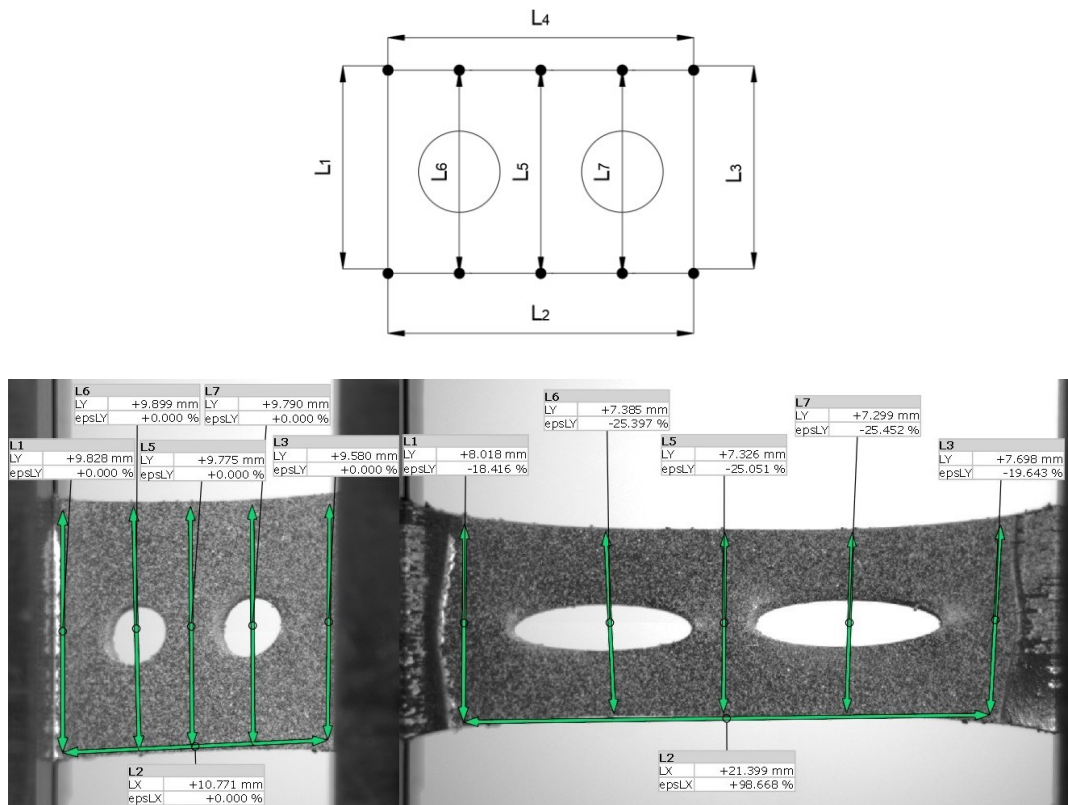 L4
L1
L6
L5
L7
L3
L2
L6
LY +9.899 mm
epsLY +0.000 %
L7
LY +9.790 mm
epsLY +0.000 %
L1
LY +9.828 mm
epsLY +0.000 %
L5
LY +9.775 mm
epsLY +0.000 %
L3
LY +9.580 mm
epsLY +0.000 %
L2
LX +10.771 mm
epsLX +0.000 %
L6
LY +7.385 mm
epsLY -25.397 %
L7
LY +7.299 mm
epsLY -25.452 %
L1
LY +8.018 mm
epsLY -18.416 %
L5
LY +7.326 mm
epsLY -25.051 %
L3
LY +7.698 mm
epsLY -19.643 %
L2
LX +21.399 mm
epsLX +98.668 %